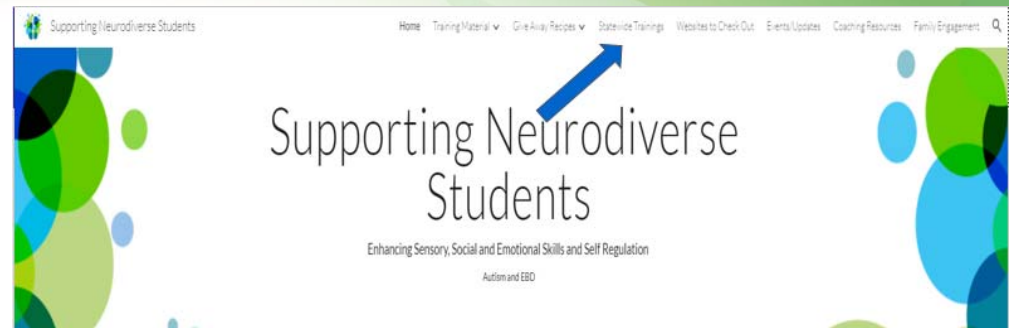 Supporting Neurodiverse Students
Home Training Material Give Away Recipes Statewide Trainings Websites to Check Out Events/Updates Coaching Resources Family Engagement
Supporting Neurodiverse
Students
Enhancing Sensory, Social and Emotional Skills and Self Regulation
Autism and EBD